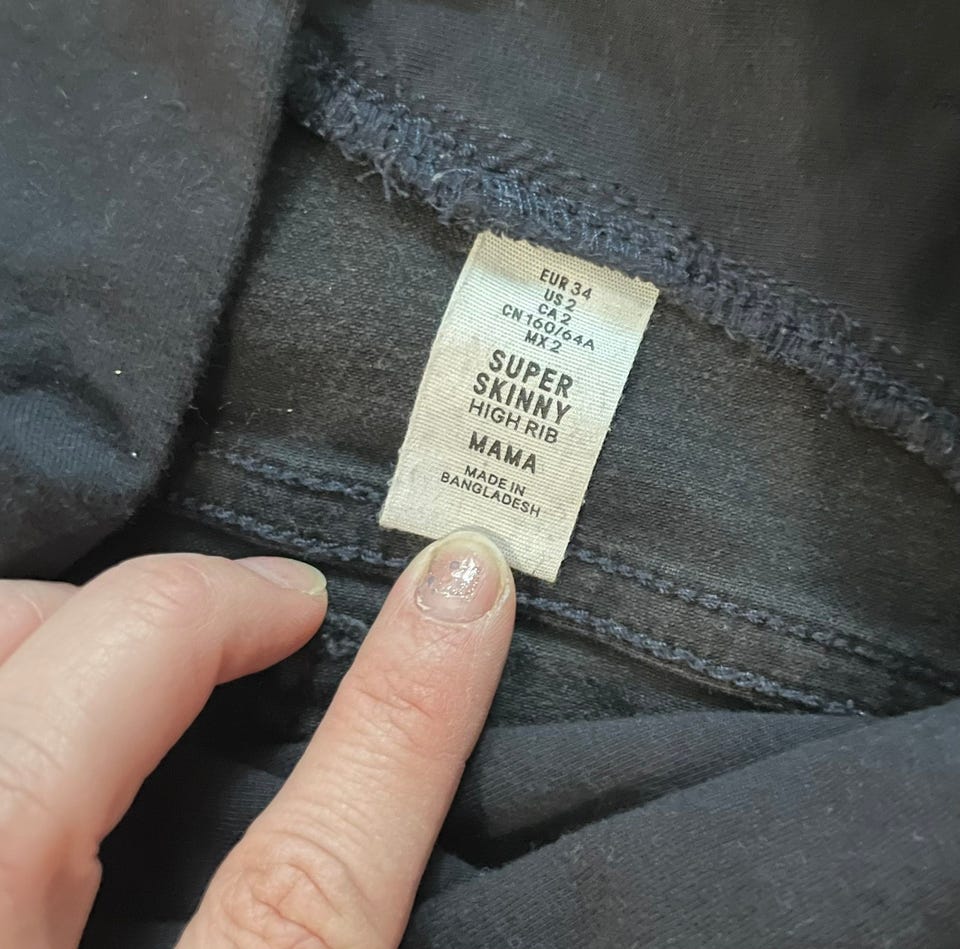 EUR 34
US 2
CA 2
CN 160/64A
MX 2
SUPER
SKINNY
HIGH RIB
MAMA
MADE IN
BANGLADESH